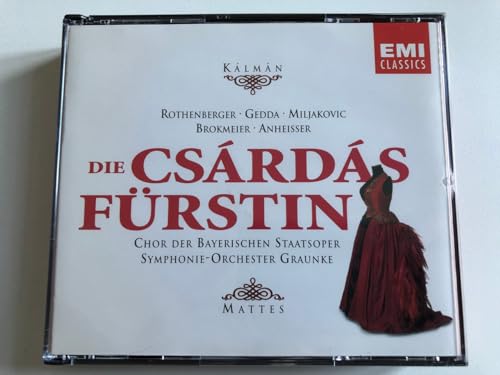 EMI
CLASSICS
KÁLMÁN
ROTHENBERGER · GEDDA · MILJAKOVIC
BROKMEIER · ANHEISSER
DIE CSÁRDÁS
FÜRSTIN
CHOR DER BAYERISCHEN STAATSOPER
SYMPHONIE-ORCHESTER GRAUNKE
MATTES